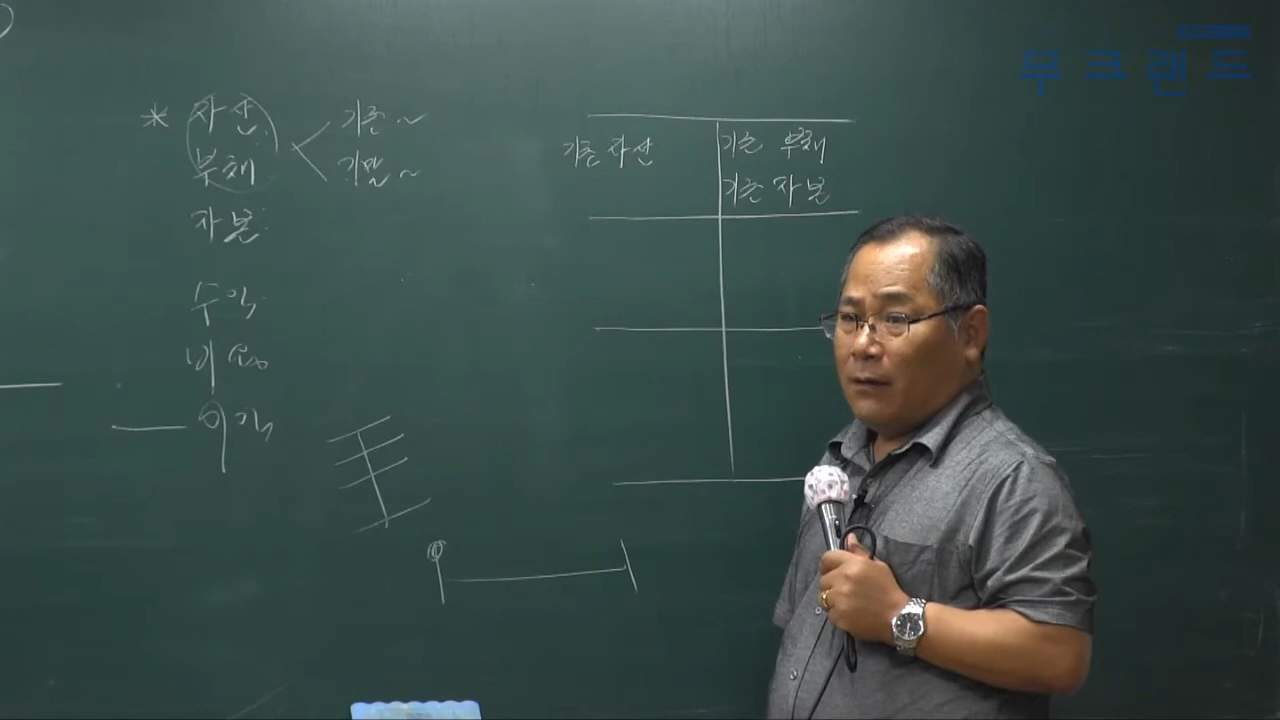 무크랜드
* 자산
부채
기초 ~
기말 ~
자본
수익
비용
이익
기초 자산
기초 부채
기초 자본